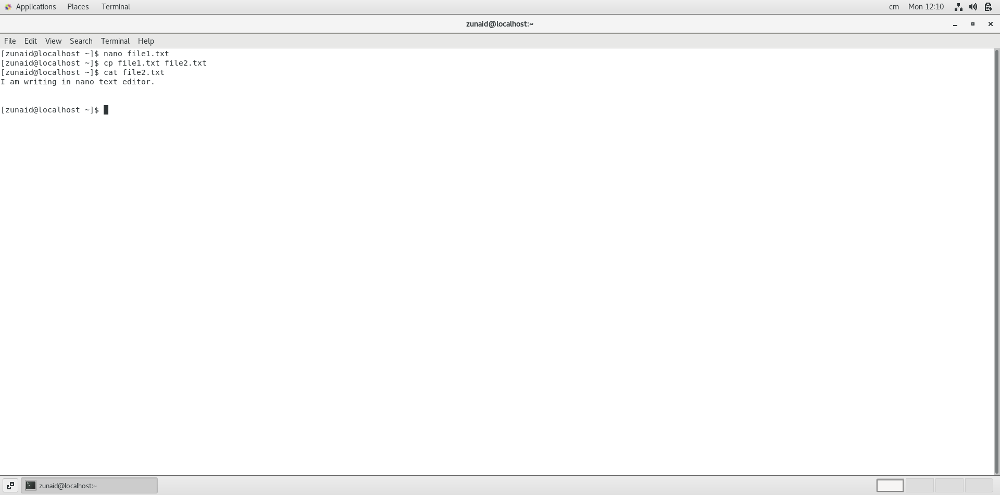 Applications Places Terminal cm Mon 12:10
zunaid@localhost:~
File Edit View Search Terminal Help
[zunaid@localhost ~]$ nano file1.txt
[zunaid@localhost ~]$ cp file1.txt file2.txt
[zunaid@localhost ~]$ cat file2.txt
I am writing in nano text editor.
[zunaid@localhost ~]$
zunaid@localhost:~